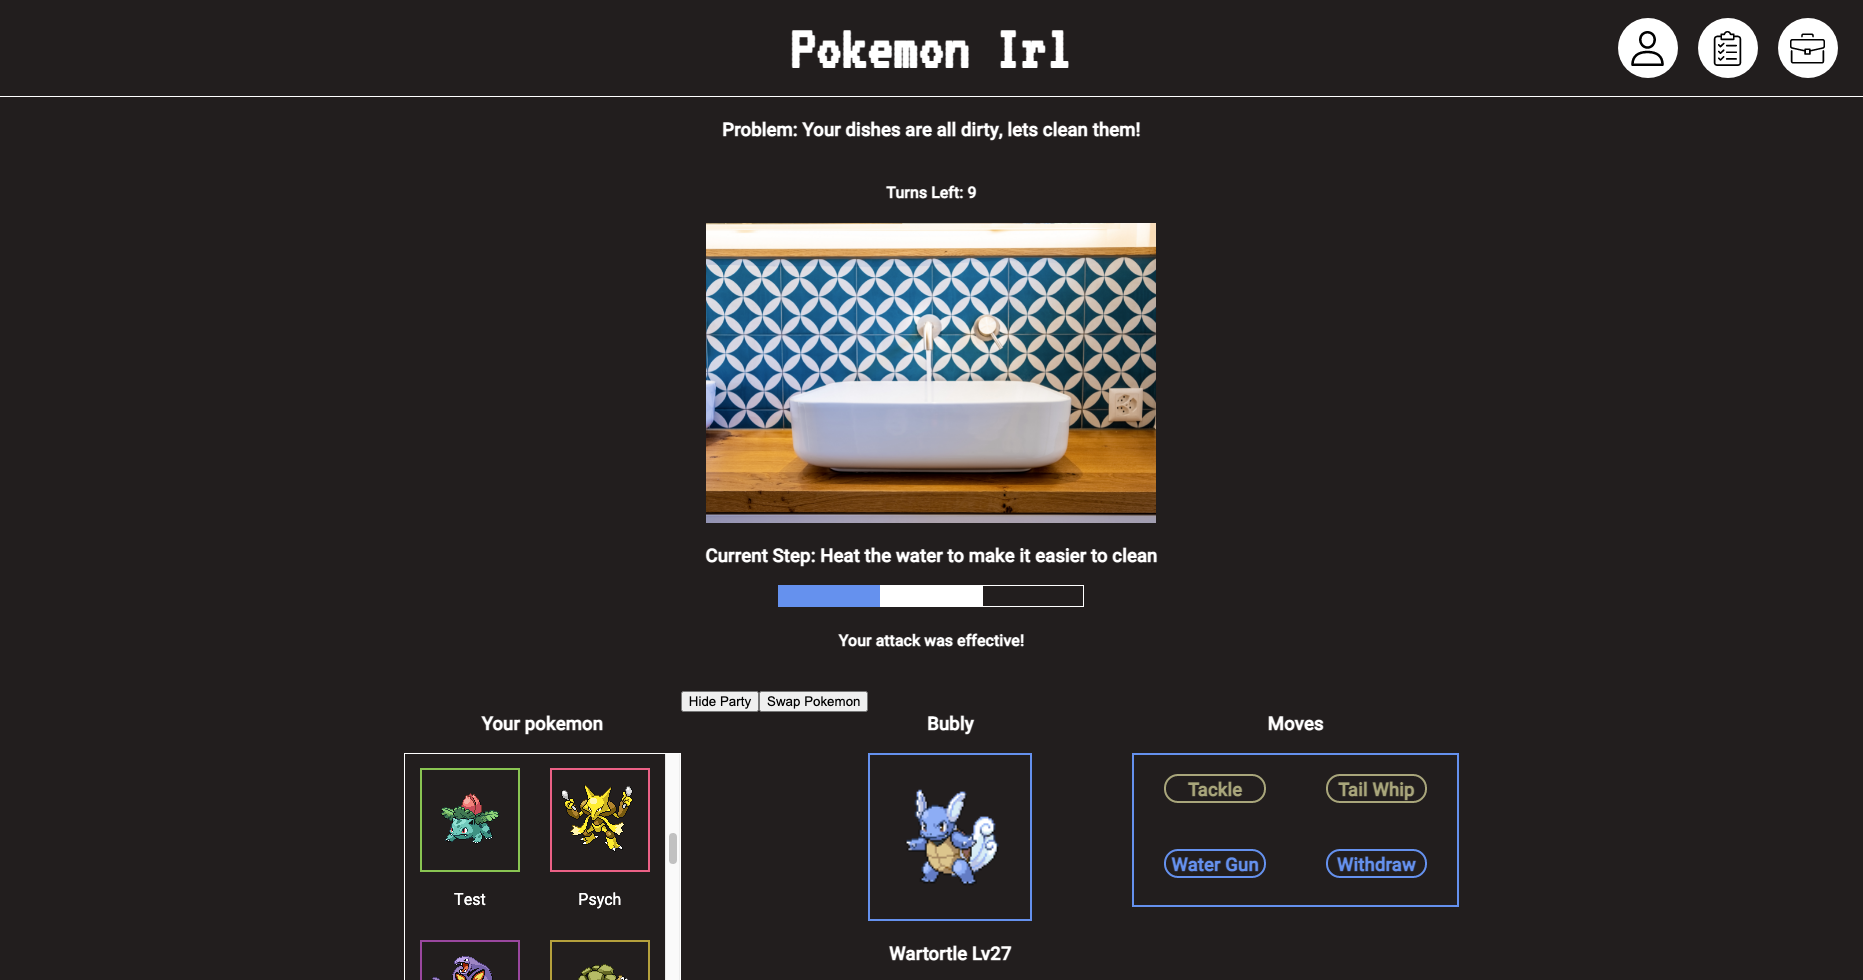 Pokemon Irl
Problem: Your dishes are all dirty, lets clean them!
Turns Left: 9
Current Step: Heat the water to make it easier to clean
Your attack was effective!
Hide Party
Swap Pokemon
Your pokemon
Bubly
Moves
Tackle
Tail Whip
Water Gun
Withdraw
Test
Psych
Wartortle Lv27